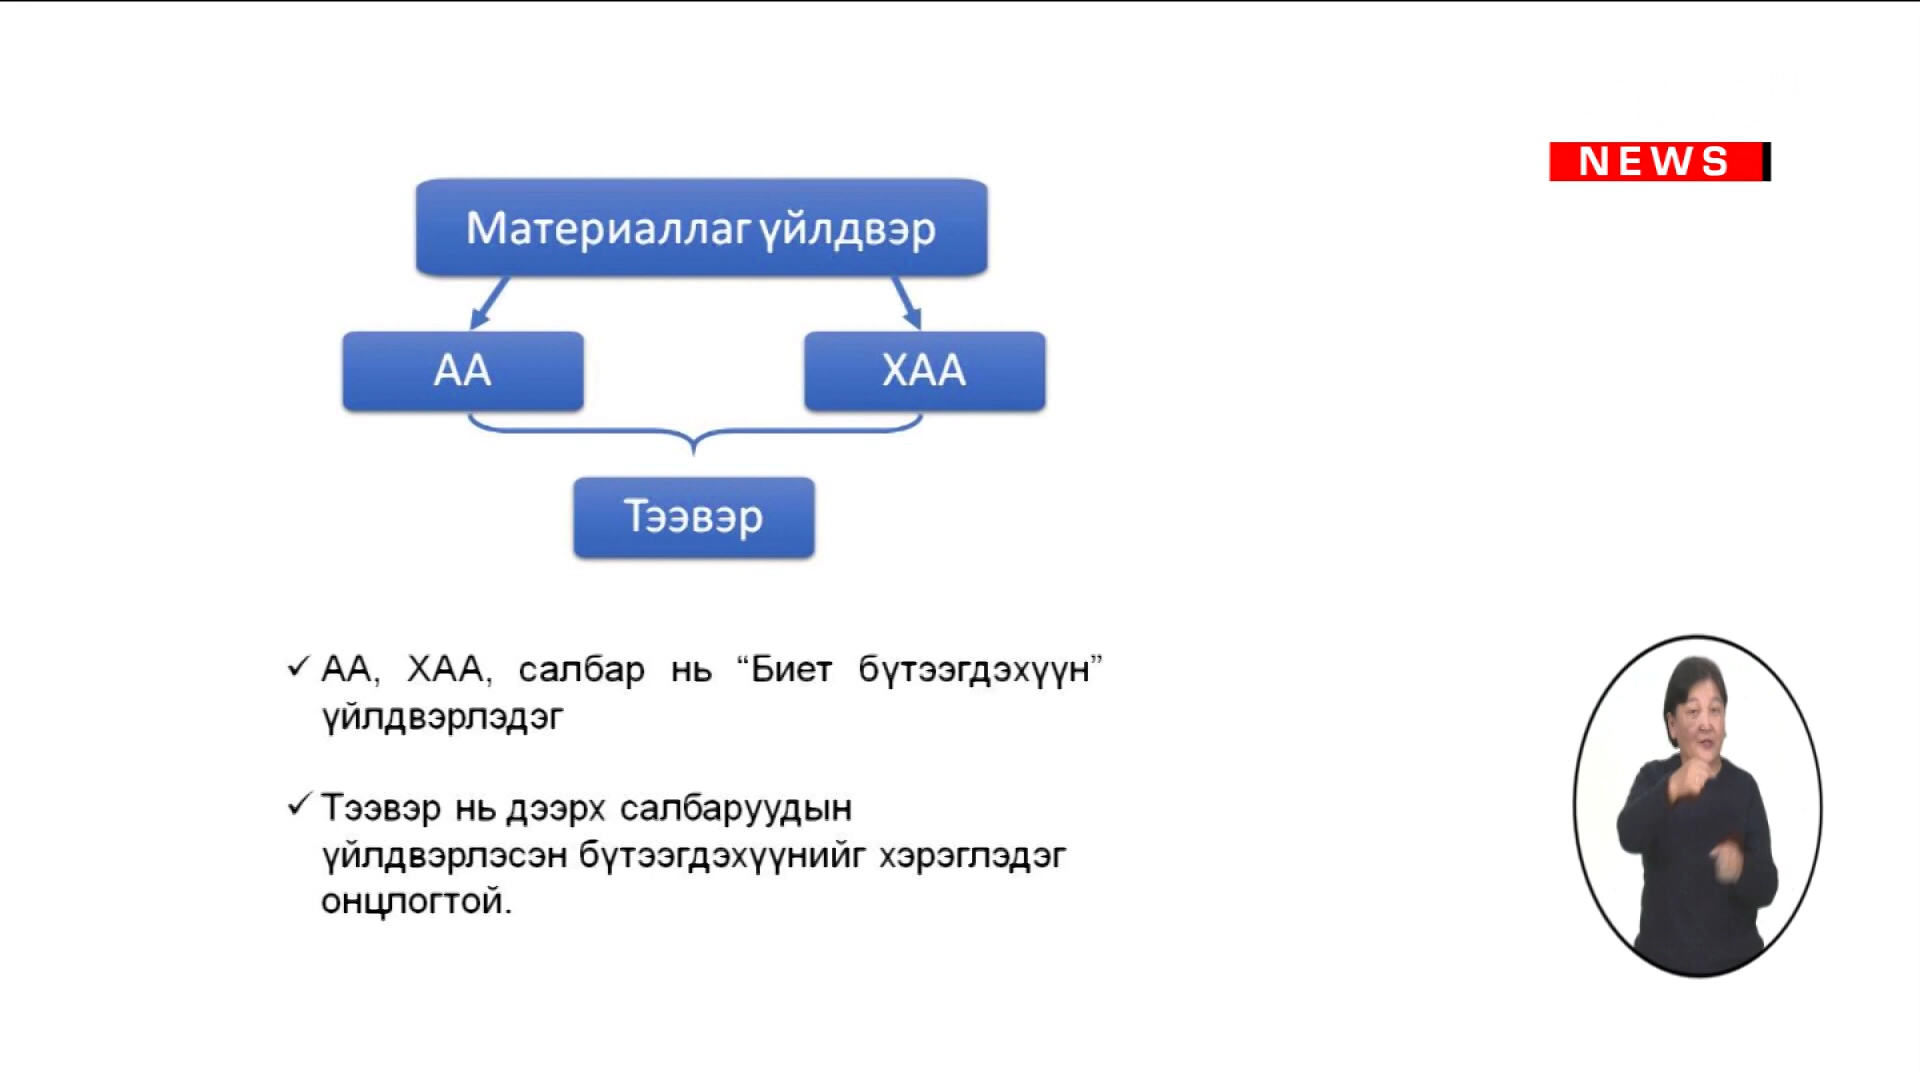 NEWS
Материаллаг үйлдвэр
АА
ХАА
Тээвэр
✓ АА, ХАА, салбар нь “Биет бүтээгдэхүүн”
үйлдвэрлэдэг
✓ Тээвэр нь дээрх салбаруудын
үйлдвэрлэсэн бүтээгдэхүүнийг хэрэглэдэг
онцлогтой.